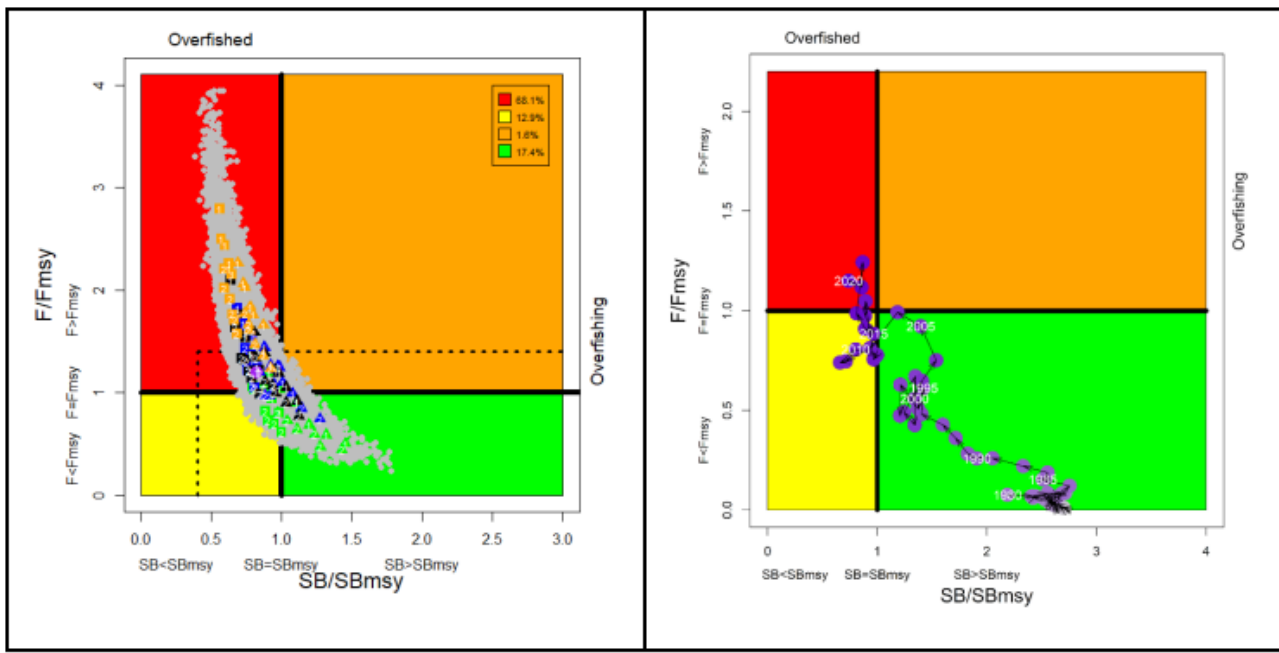 Overfished
F/Fmsy
F<Fmsy
F=Fmsy
F>Fmsy
0
1
2
3
4
68.1%
12.9%
1.6%
17.4%
Overfishing
0.0
0.5
1.0
1.5
2.0
2.5
3.0
SB<SBmsy
SB=SBmsy
SB>SBmsy
SB/SBmsy
Overfished
F/Fmsy
F<Fmsy
F=Fmsy
F>Fmsy
0.0
0.5
1.0
1.5
2.0
2020
2015
2010
2005
1995
2000
1990
1985
Overfishing
0
1
2
3
4
SB<SBmsy
SB=SBmsy
SB>SBmsy
SB/SBmsy